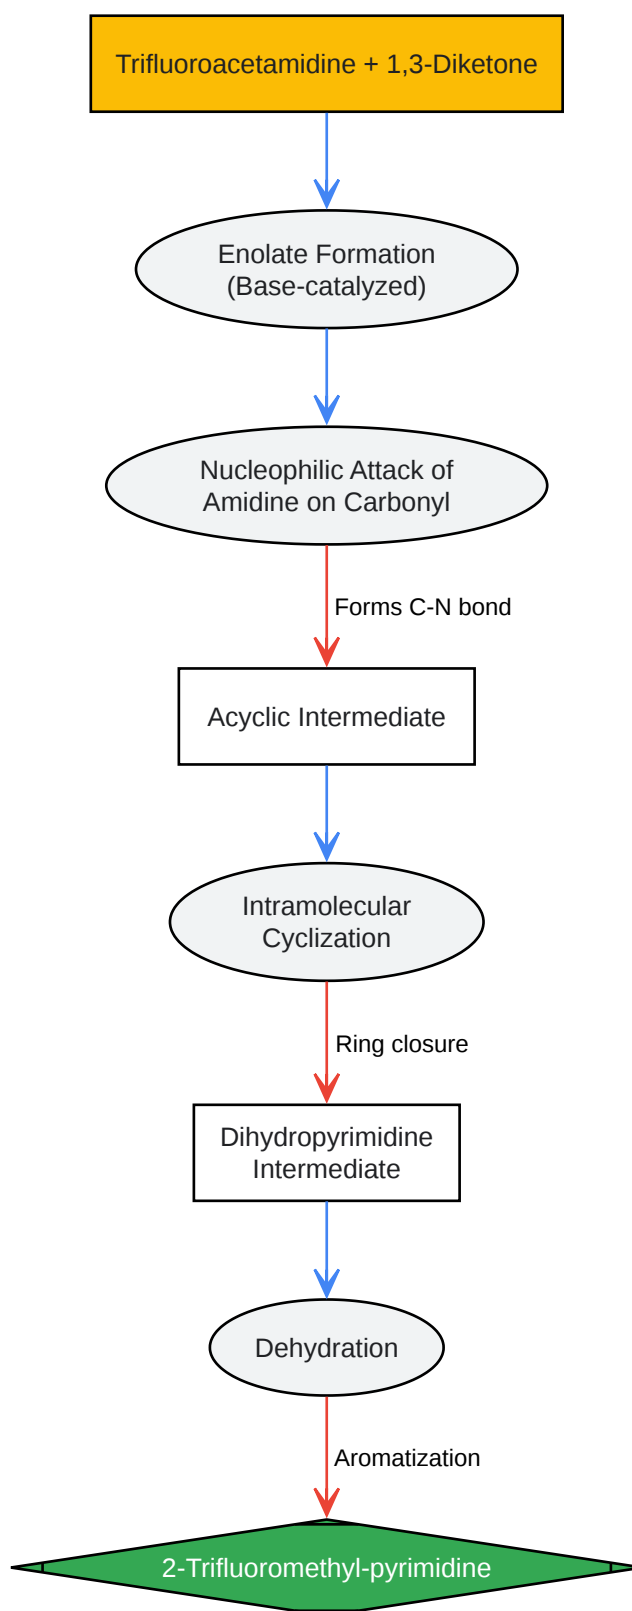 Trifluoroacetamidine + 1,3-Diketone
Enolate Formation
(Base-catalyzed)
Nucleophilic Attack of
Amidine on Carbonyl
Forms C-N bond
Acyclic Intermediate
Intramolecular
Cyclization
Ring closure
Dihydropyrimidine
Intermediate
Dehydration
Aromatization
2-Trifluoromethyl-pyrimidine